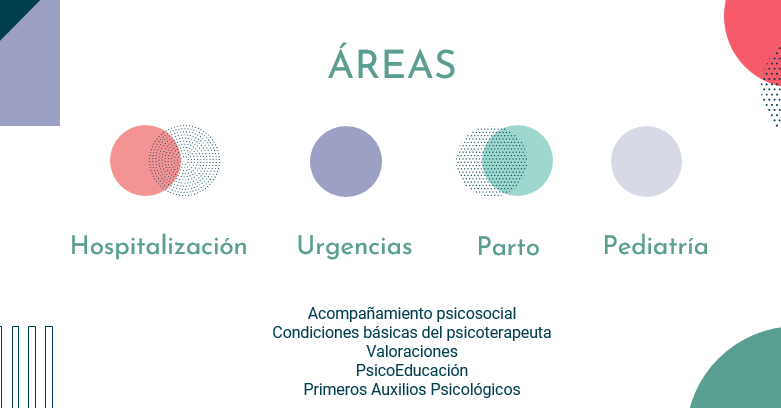 ÁREAS
Hospitalización
Urgencias
Parto
Pediatría
Acompañamiento psicosocial
Condiciones básicas del psicoterapeuta
Valoraciones
PsicoEducación
Primeros Auxilios Psicológicos